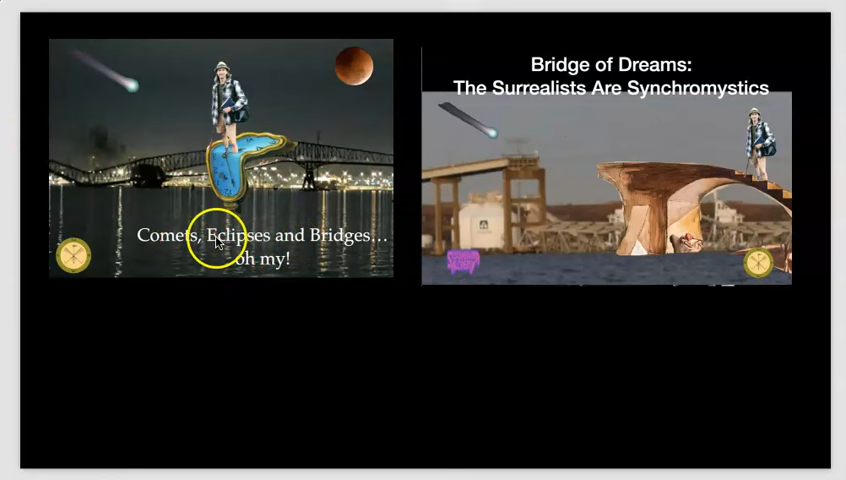 Comets, Eclipses and Bridges...
oh my!
Bridge of Dreams:
The Surrealists Are Synchromystics